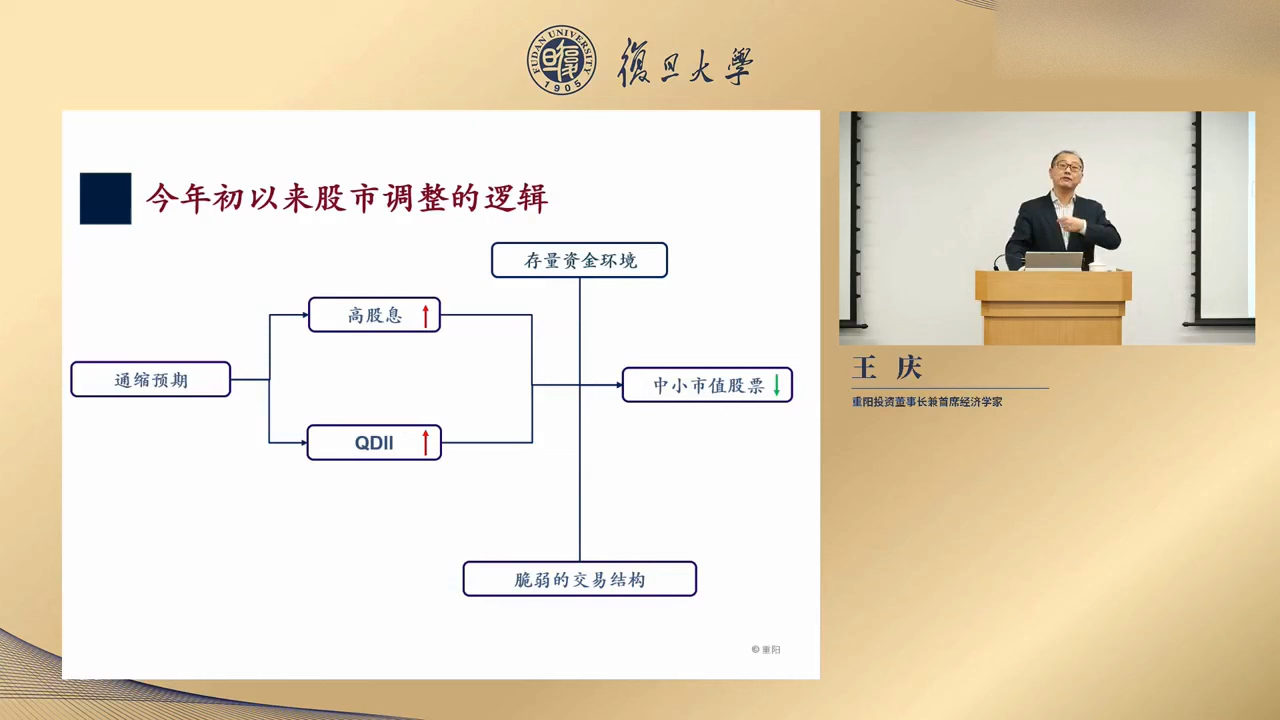 FUDAN UNIVERSITY
1905
復旦大學
今年初以来股市调整的逻辑
存量资金环境
高股息
通缩预期
中小市值股票
QDII
脆弱的交易结构
© 重阳
王 庆
重阳投资董事长兼首席经济学家